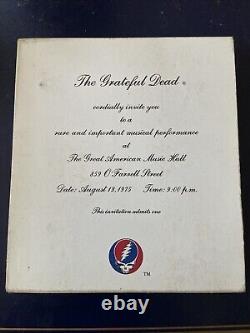 The Grateful Dead ®
cordially invite you
to a
rare and important musical performance
at
The Great American Music Hall
859 O'Farrell Street
Date: August 13, 1975 Time: 9:00 p.m.
This invitation admits one
TM